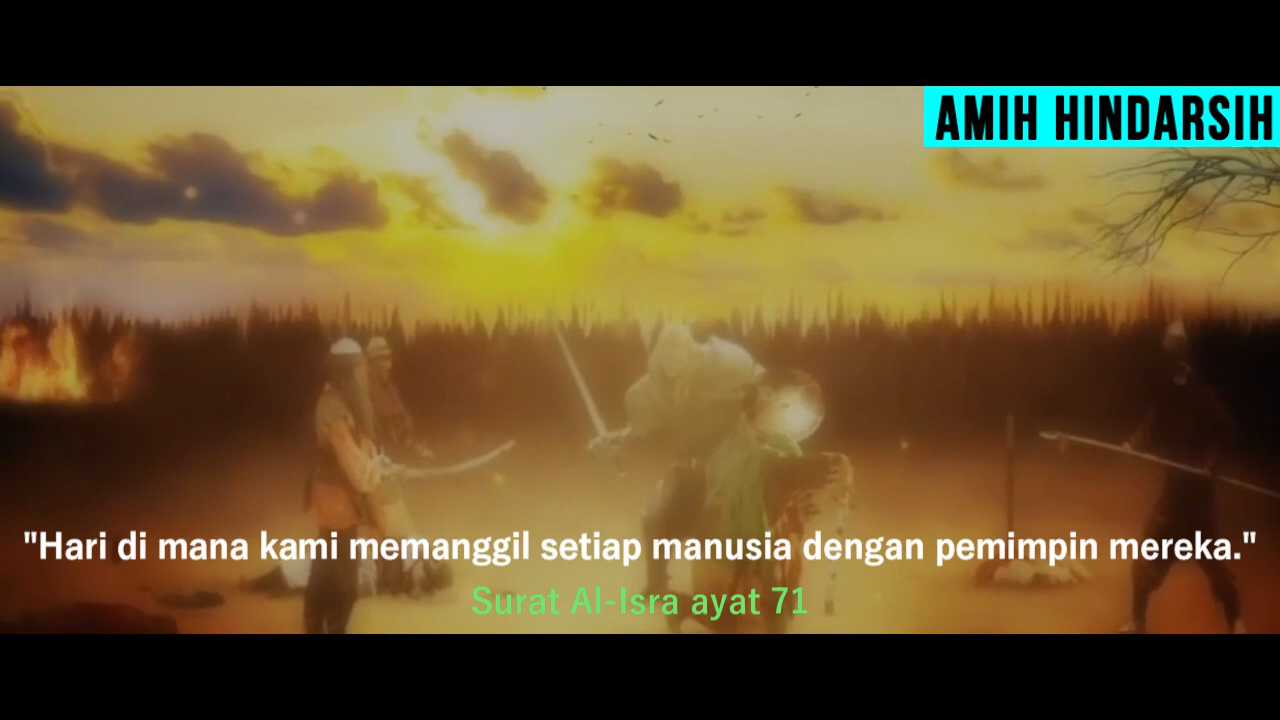 AMIH HINDARSIH
"Hari di mana kami memanggil setiap manusia dengan pemimpin mereka."
Surat Al-Isra ayat 71